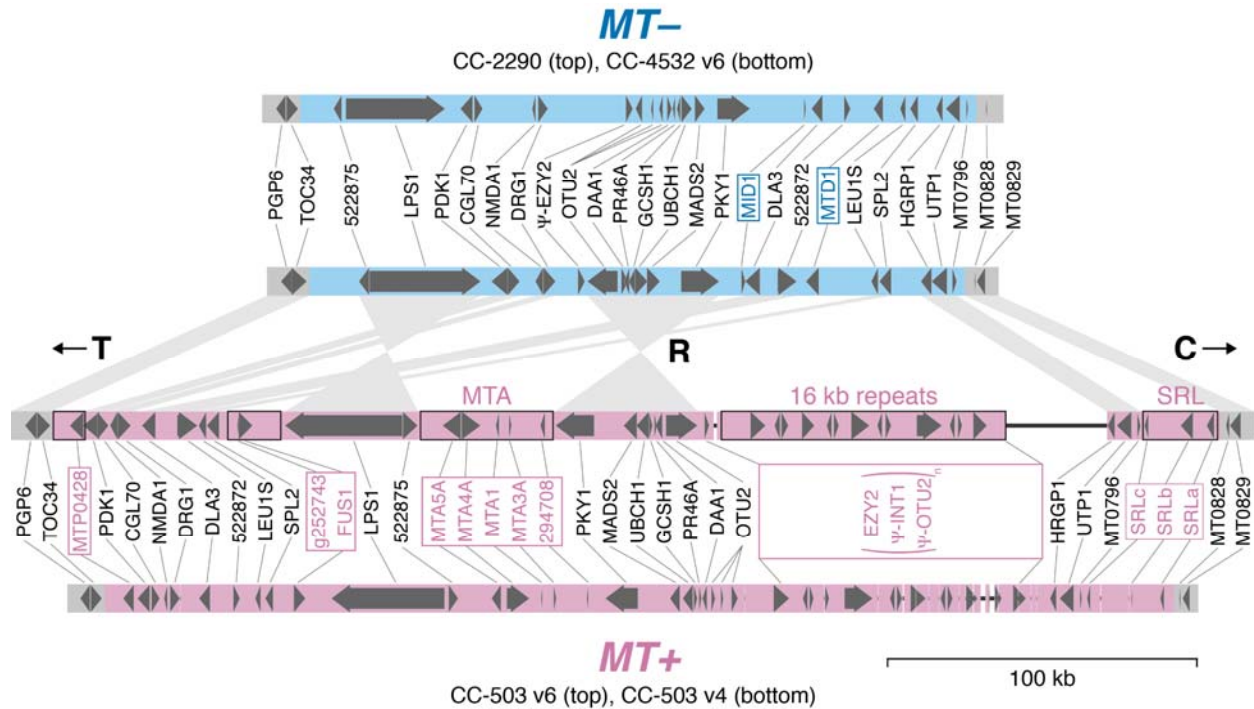 MT–
CC-2290 (top), CC-4532 v6 (bottom)
PGP6
TOC34
522875
LPS1
PDK1
CGL70
NMDA1
DRG1
Ψ-EZY2
OTU2
DAA1
PR46A
GCSH1
UBCH1
MADS2
PKY1
MID1
DLA3
522872
MTD1
LEU1S
SPL2
HGRP1
UTP1
MT0796
MT0828
MT0829
←T
R
C→
MTA
16 kb repeats
SRL
PGP6
TOC34
MTP0428
PDK1
CGL70
NMDA1
DRG1
DLA3
522872
LEU1S
SPL2
g252743
FUS1
LPS1
522875
MTA5A
MTA4A
MTA1
MTA3A
294708
PKY1
MADS2
UBCH1
GCSH1
PR46A
DAA1
OTU2
(EZY2
Ψ-INT1
Ψ-OTU2)n
HRGP1
UTP1
MT0796
SRLc
SRLb
SRLa
MT0828
MT0829
MT+
CC-503 v6 (top), CC-503 v4 (bottom)
100 kb